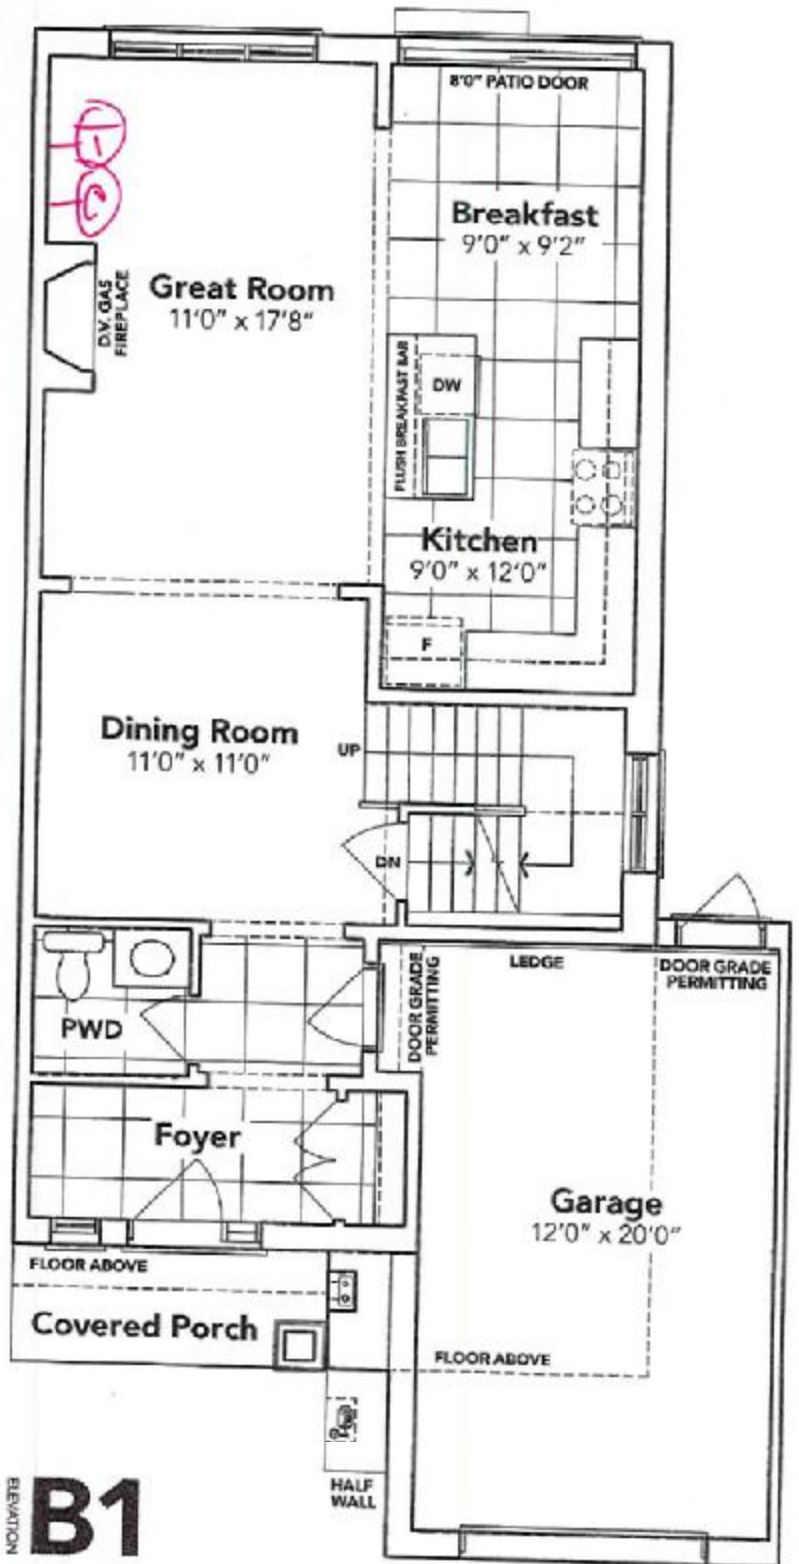 8'0" PATIO DOOR
Breakfast
9'0" x 9'2"
Great Room
11'0" x 17'8"
D.V. GAS
FIREPLACE
FLUSH BREAKFAST BAR
DW
Kitchen
9'0" x 12'0"
F
Dining Room
11'0" x 11'0"
UP
DN
LEDGE
DOOR GRADE
PERMITTING
DOOR GRADE
PERMITTING
PWD
Foyer
Garage
12'0" x 20'0"
FLOOR ABOVE
Covered Porch
FLOOR ABOVE
HALF
WALL
ELEVATION
B1